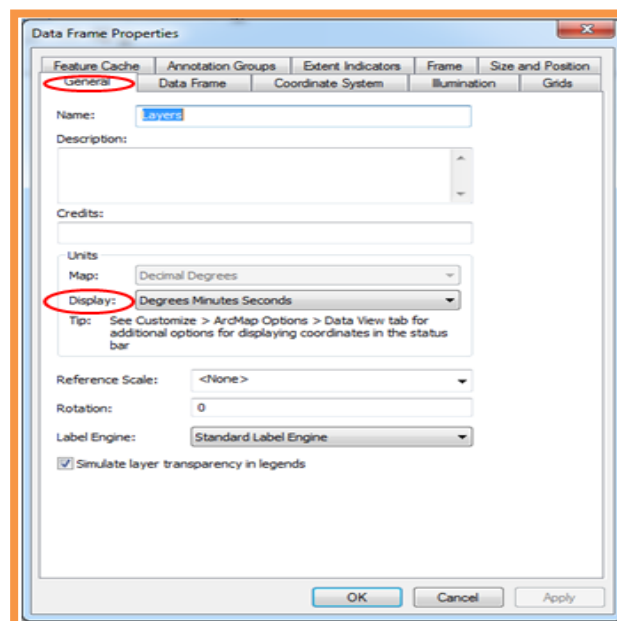 Data Frame Properties
Feature Cache Annotation Groups Extent Indicators Frame Size and Position
General Data Frame Coordinate System Illumination Grids
Name: Layers
Description:
Credits:
Units
Map: Decimal Degrees
Display: Degrees Minutes Seconds
Tip: See Customize > ArcMap Options > Data View tab for
additional options for displaying coordinates in the status
bar
Reference Scale: <None>
Rotation: 0
Label Engine: Standard Label Engine
Simulate layer transparency in legends
OK Cancel Apply